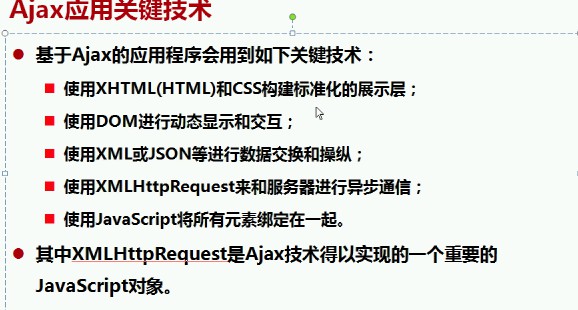 Ajax应用关键技术
基于Ajax的应用程序会用到如下关键技术：
使用XHTML(HTML)和CSS构建标准化的展示层；
使用DOM进行动态显示和交互；
使用XML或JSON等进行数据交换和操纵；
使用XMLHttpRequest来和服务器进行异步通信；
使用JavaScript将所有元素绑定在一起。
其中XMLHttpRequest是Ajax技术得以实现的一个重要的
JavaScript对象。